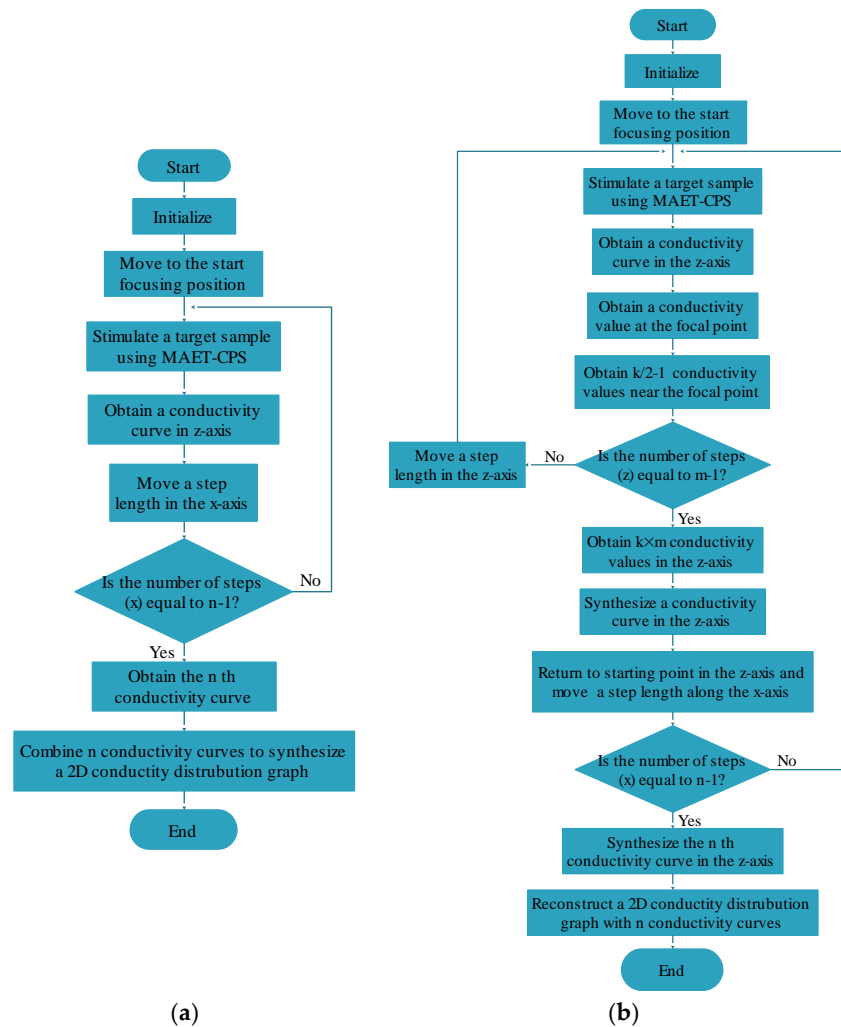 Start
Initialize
Move to the start
focusing position
Stimulate a target sample
using MAET-CPS
Obtain a conductivity
curve in z-axis
Move a step
length in the x-axis
Is the number of steps
(x) equal to n-1?
No
Yes
Obtain the n th
conductivity curve
Combine n conductivity curves to synthesize
a 2D conductity distrubution graph
End
(a)
Start
Initialize
Move to the start
focusing position
Stimulate a target sample
using MAET-CPS
Obtain a conductivity
curve in the z-axis
Obtain a conductivity
value at the focal point
Obtain k/2-1 conductivity
values near the focal point
Is the number of steps
(z) equal to m-1?
No
Move a step
length in the z-axis
Yes
Obtain k×m conductivity
values in the z-axis
Synthesize a conductivity
curve in the z-axis
Return to starting point in the z-axis and
move a step length along the x-axis
Is the number of steps
(x) equal to n-1?
No
Yes
Synthesize the n th
conductivity curve in the z-axis
Reconstruct a 2D conductity distrubution
graph with n conductivity curves
End
(b)